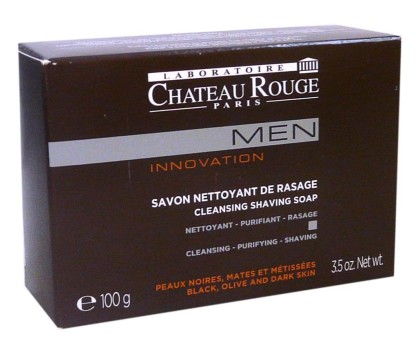 LABORATOIRE
CHATEAU ROUGE
PARIS
MEN
INNOVATION
SAVON NETTOYANT DE RASAGE
CLEANSING SHAVING SOAP
NETTOYANT - PURIFIANT - RASAGE
CLEANSING - PURIFYING - SHAVING
PEAUX NOIRES, MATES ET MÉTISSÉES
BLACK, OLIVE AND DARK SKIN
e 100 g
3.5 oz. Net wt.